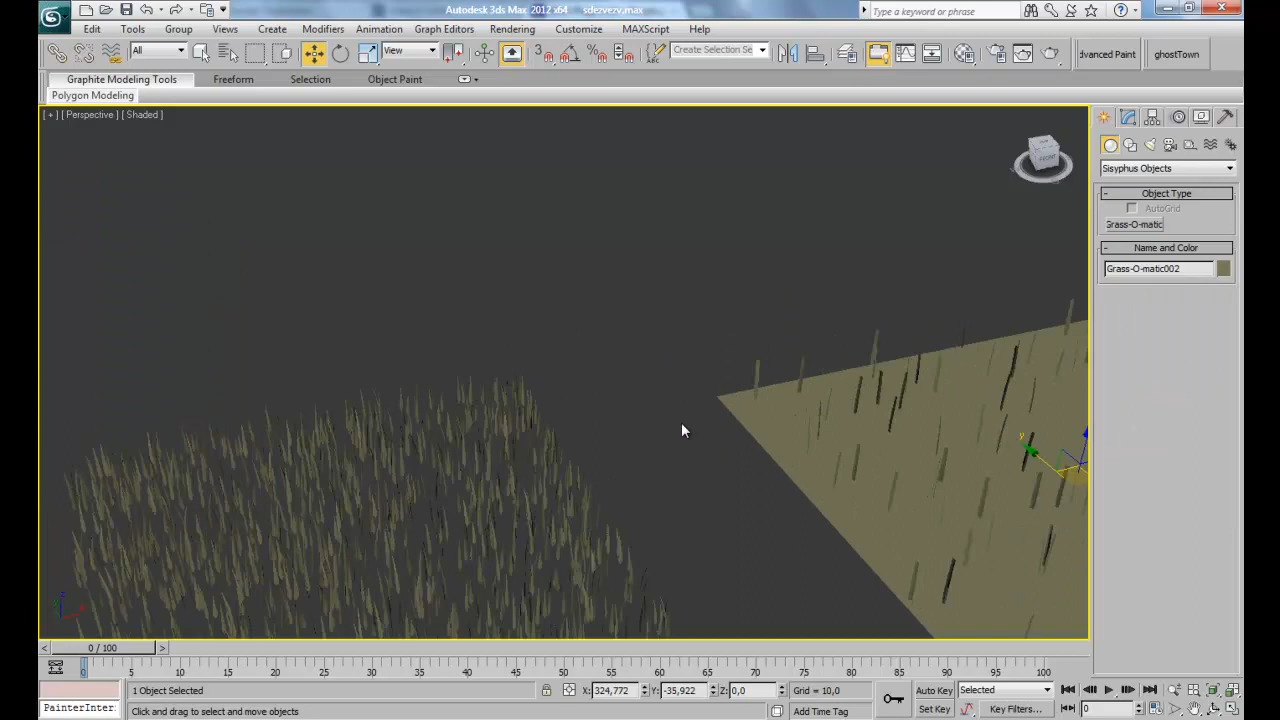 Autodesk 3ds Max 2012 x64 sdezvezv.max
Type a keyword or phrase
Edit Tools Group Views Create Modifiers Animation Graph Editors Rendering Customize MAXScript Help
All View Create Selection Se dvanced Paint ghostTown
Graphite Modeling Tools Freeform Selection Object Paint
Polygon Modeling
[ + ] [ Perspective ] [ Shaded ]
FRONT
Sisyphus Objects
- Object Type
AutoGrid
Grass-O-matic
- Name and Color
Grass-O-matic002
y
z
< 0 / 100 >
0 5 10 15 20 25 30 35 40 45 50 55 60 65 70 75 80 85 90 95 100
1 Object Selected X: 324,772 Y: -35,922 Z: 0,0 Grid = 10,0 Auto Key Selected
PainterInter: Click and drag to select and move objects Add Time Tag Set Key Key Filters... 0